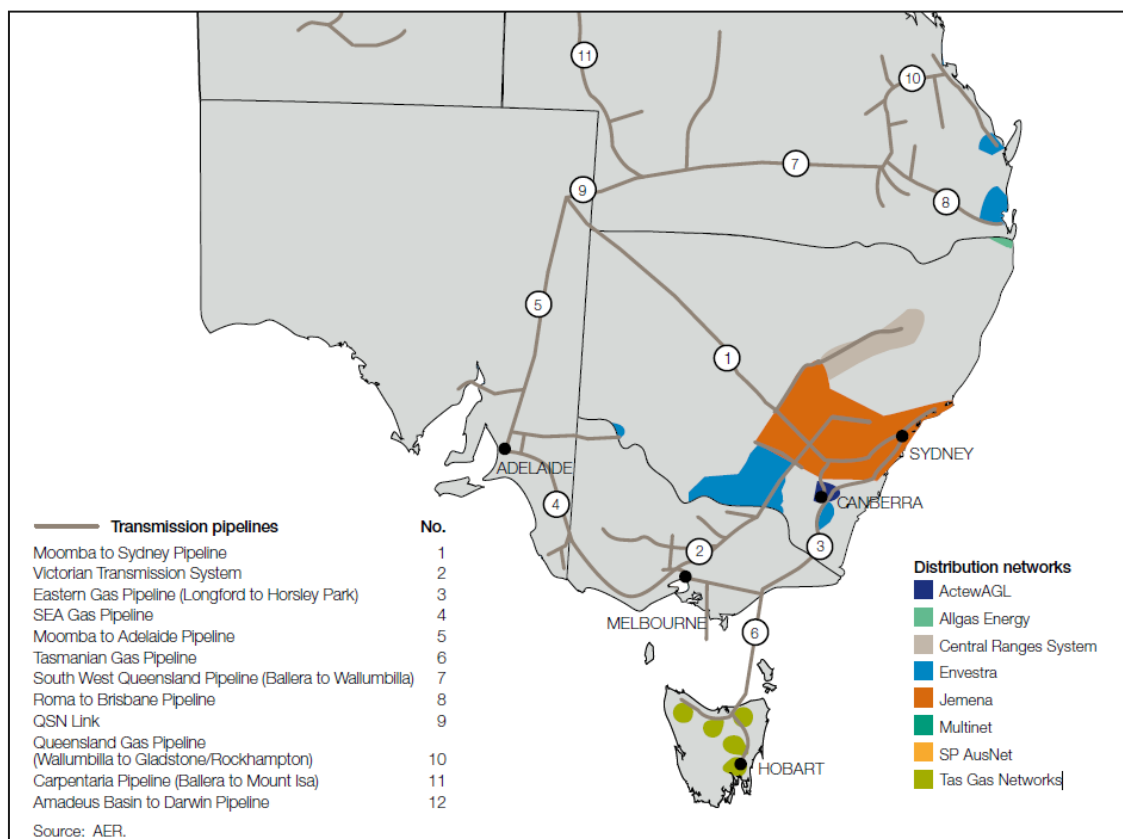 11
10
7
9
8
5
1
SYDNEY
ADELAIDE
CANBERRA
4
2
3
MELBOURNE
6
HOBART
Transmission pipelines No.
Moomba to Sydney Pipeline 1
Victorian Transmission System 2
Eastern Gas Pipeline (Longford to Horsley Park) 3
SEA Gas Pipeline 4
Moomba to Adelaide Pipeline 5
Tasmanian Gas Pipeline 6
South West Queensland Pipeline (Ballera to Wallumbilla) 7
Roma to Brisbane Pipeline 8
QSN Link 9
Queensland Gas Pipeline
(Wallumbilla to Gladstone/Rockhampton) 10
Carpentaria Pipeline (Ballera to Mount Isa) 11
Amadeus Basin to Darwin Pipeline 12
Source: AER.
Distribution networks
ActewAGL
Allgas Energy
Central Ranges System
Envestra
Jemena
Multinet
SP AusNet
Tas Gas Networks